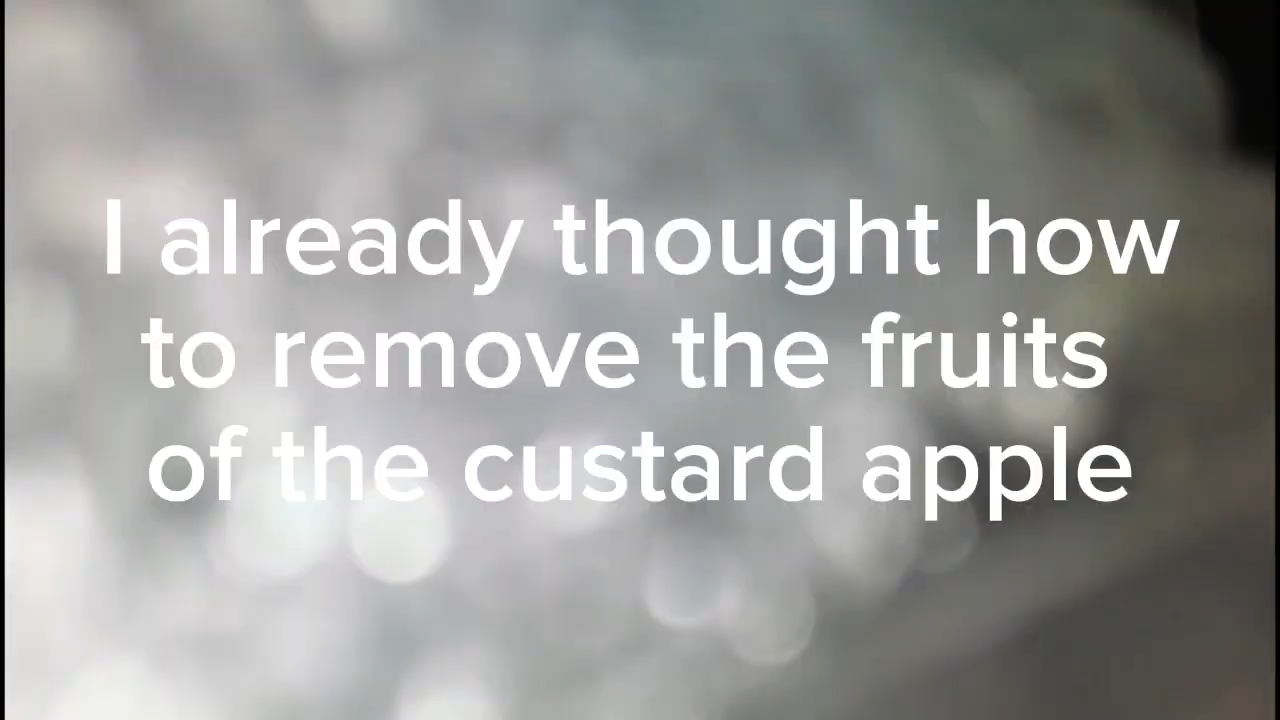 I already thought how
to remove the fruits
of the custard apple